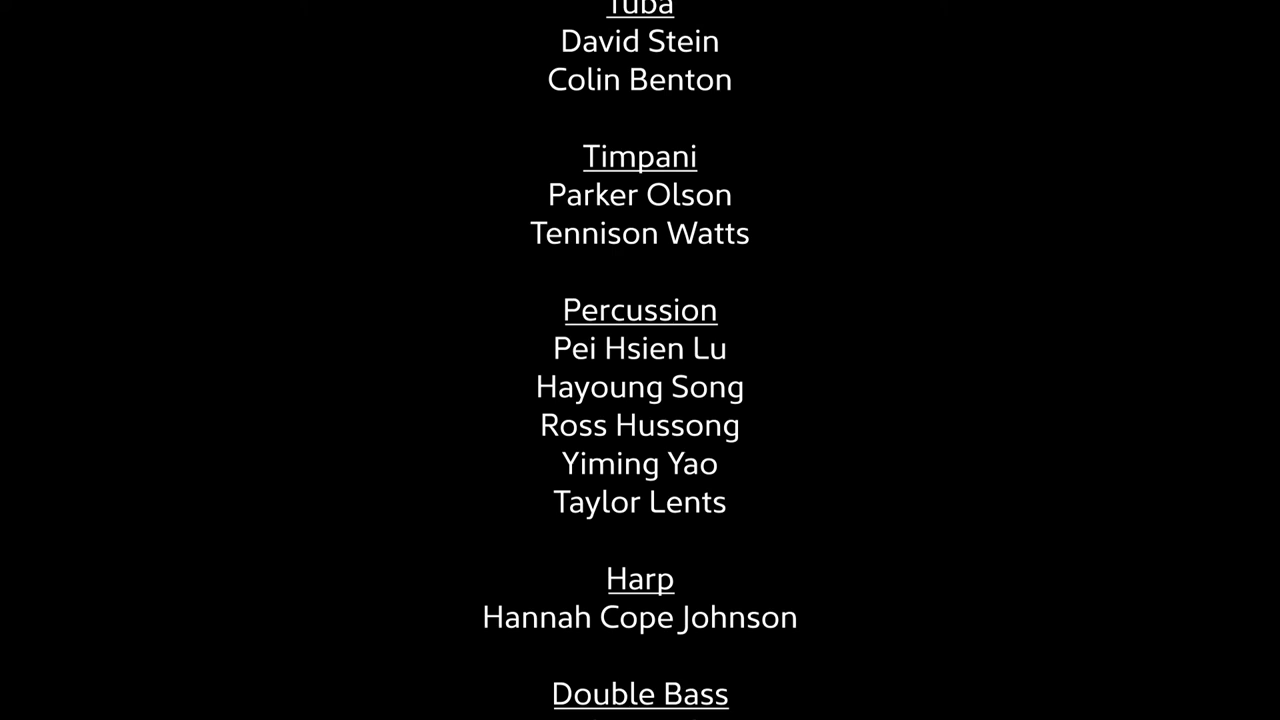 Tuba
David Stein
Colin Benton
Timpani
Parker Olson
Tennison Watts
Percussion
Pei Hsien Lu
Hayoung Song
Ross Hussong
Yiming Yao
Taylor Lents
Harp
Hannah Cope Johnson
Double Bass